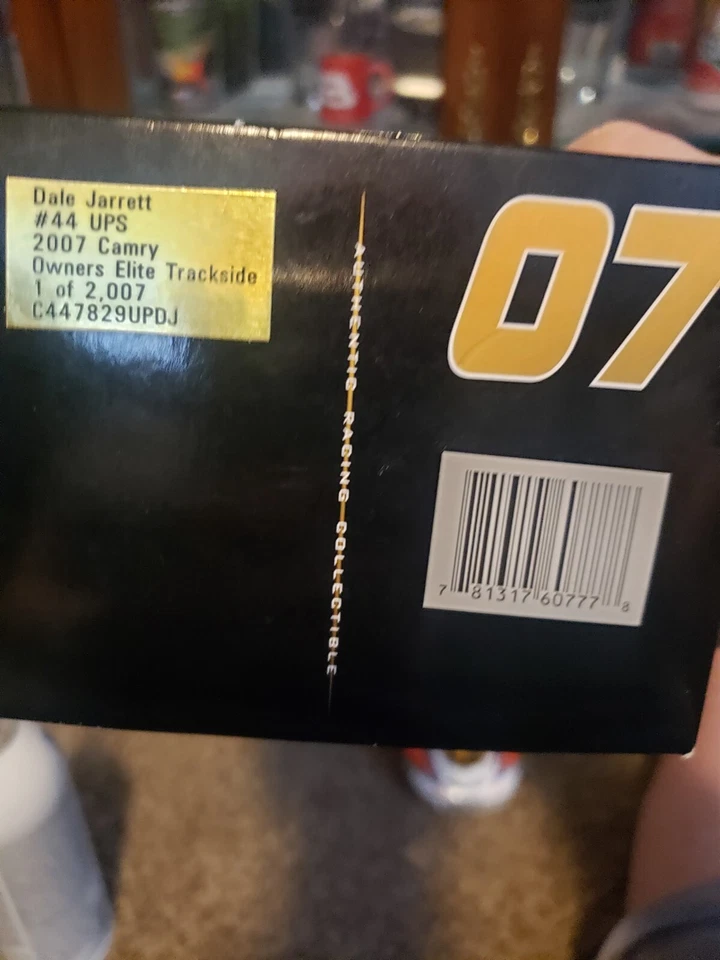 Dale Jarrett
#44 UPS
2007 Camry
Owners Elite Trackside
1 of 2,007
C447829UPDJ
AUTHENTIC RACING COLLECTIBLE
07
7 81317 60777 8